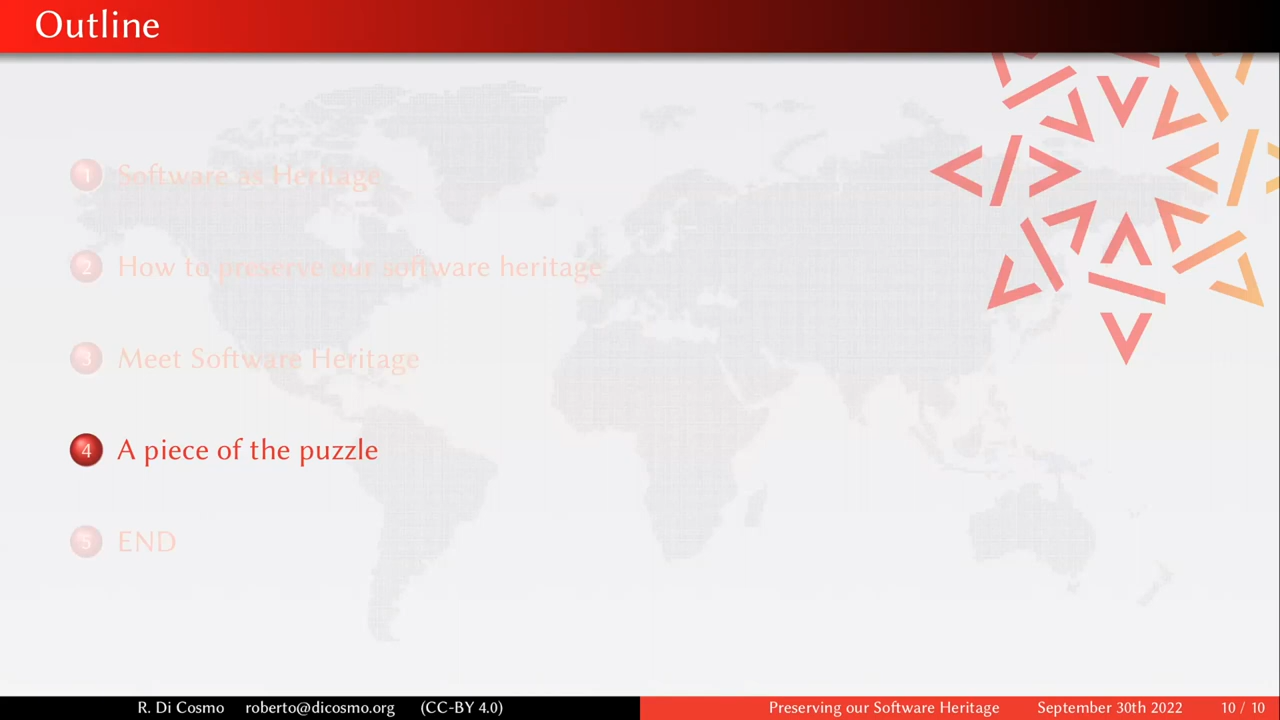 Outline
1 Software as Heritage
2 How to preserve our software heritage
3 Meet Software Heritage
4 A piece of the puzzle
5 END
R. Di Cosmo roberto@dicosmo.org (CC-BY 4.0) Preserving our Software Heritage September 30th 2022 10 / 10